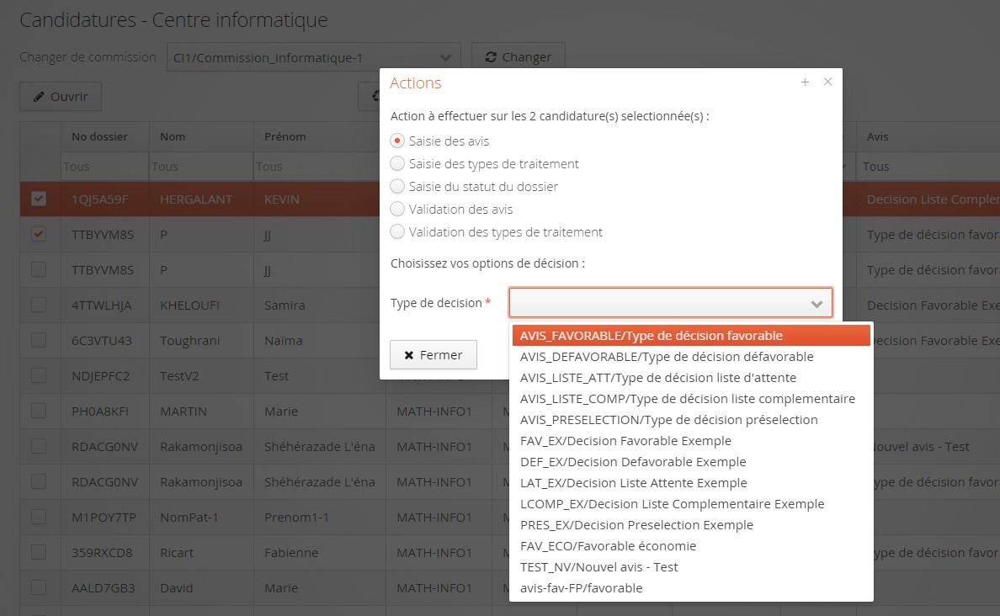 Candidatures - Centre informatique
Changer de commission CI1/Commission_Informatique-1 Changer
Ouvrir
Actions
Action à effectuer sur les 2 candidature(s) selectionnée(s) :
Saisie des avis
Saisie des types de traitement
Saisie du statut du dossier
Validation des avis
Validation des types de traitement
Choisissez vos options de décision :
Type de decision *
Fermer
AVIS_FAVORABLE/Type de décision favorable
AVIS_DEFAVORABLE/Type de décision défavorable
AVIS_LISTE_ATT/Type de décision liste d'attente
AVIS_LISTE_COMP/Type de décision liste complementaire
AVIS_PRESELECTION/Type de décision préselection
FAV_EX/Decision Favorable Exemple
DEF_EX/Decision Defavorable Exemple
LAT_EX/Decision Liste Attente Exemple
LCOMP_EX/Decision Liste Complementaire Exemple
PRES_EX/Decision Preselection Exemple
FAV_ECO/Favorable économie
TEST_NV/Nouvel avis - Test
avis-fav-FP/favorable
No dossier Nom Prénom Avis
Tous Tous Tous Tous
1QJ5A59F HERGALANT KEVIN Decision Liste Complem
TTBYVM8S P JJ Type de décision favor
TTBYVM8S P JJ Type de décision favor
4TTWLHJA KHELOUFI Samira Decision Favorable Exe
6C3VTU43 Toughrani Naïma Decision Favorable Exe
NDJEPFC2 TestV2 Test MATH-INFO1
PH0A8KFI MARTIN Marie MATH-INFO1
RDACG0NV Rakamonjisoa Shéhérazade L'éna MATH-INFO1 ouvel avis - Test
RDACG0NV Rakamonjisoa Shéhérazade L'éna MATH-INFO1 ype de décision favor
M1POY7TP NomPat-1 Prenom1-1 MATH-INFO1
359RXCD8 Ricart Fabienne MATH-INFO1 ype de décision favor
AALD7GB3 David Marie MATH-INFO1